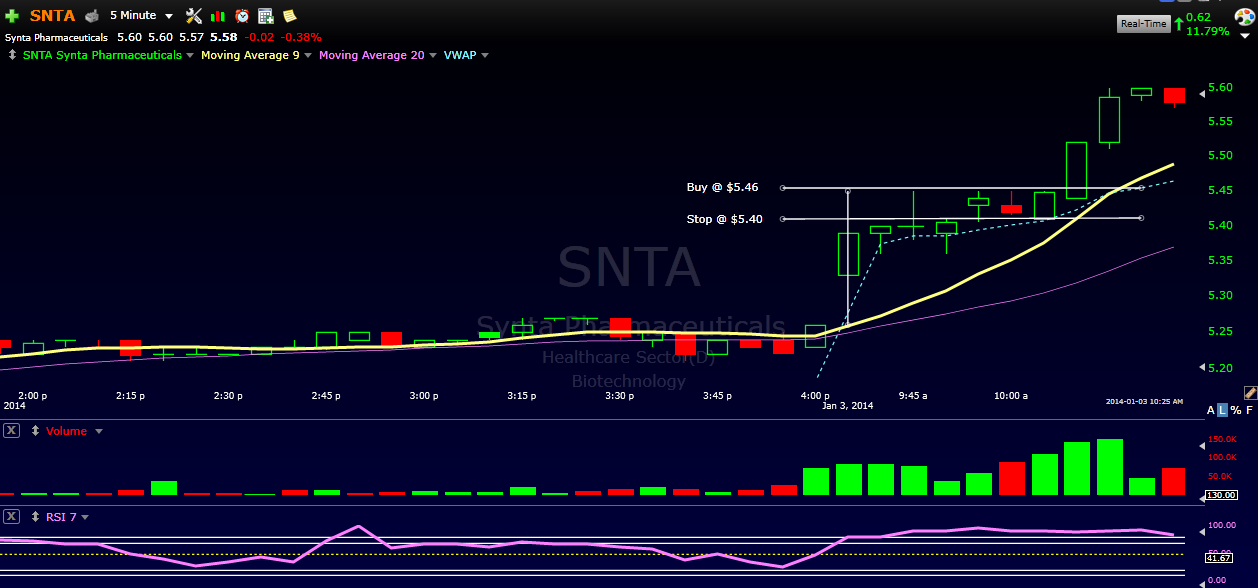 SNTA 5 Minute
Real-Time 0.62
11.79%
Synta Pharmaceuticals 5.60 5.60 5.57 5.58 -0.02 -0.38%
SNTA Synta Pharmaceuticals Moving Average 9 Moving Average 20 VWAP
5.60
5.55
5.50
Buy @ $5.46
5.45
Stop @ $5.40
5.40
5.35
SNTA
5.30
Synta Pharmaceuticals
5.25
Healthcare Sector(D)
5.20
Biotechnology
2:00 p 2:15 p 2:30 p 2:45 p 3:00 p 3:15 p 3:30 p 3:45 p 4:00 p 9:45 a 10:00 a
2014 Jan 3, 2014 2014-01-03 10:25 AM
A L % F
X Volume
150.0K
100.0K
50.0K
130.00
X RSI 7
100.00
50.00
41.67
0.00